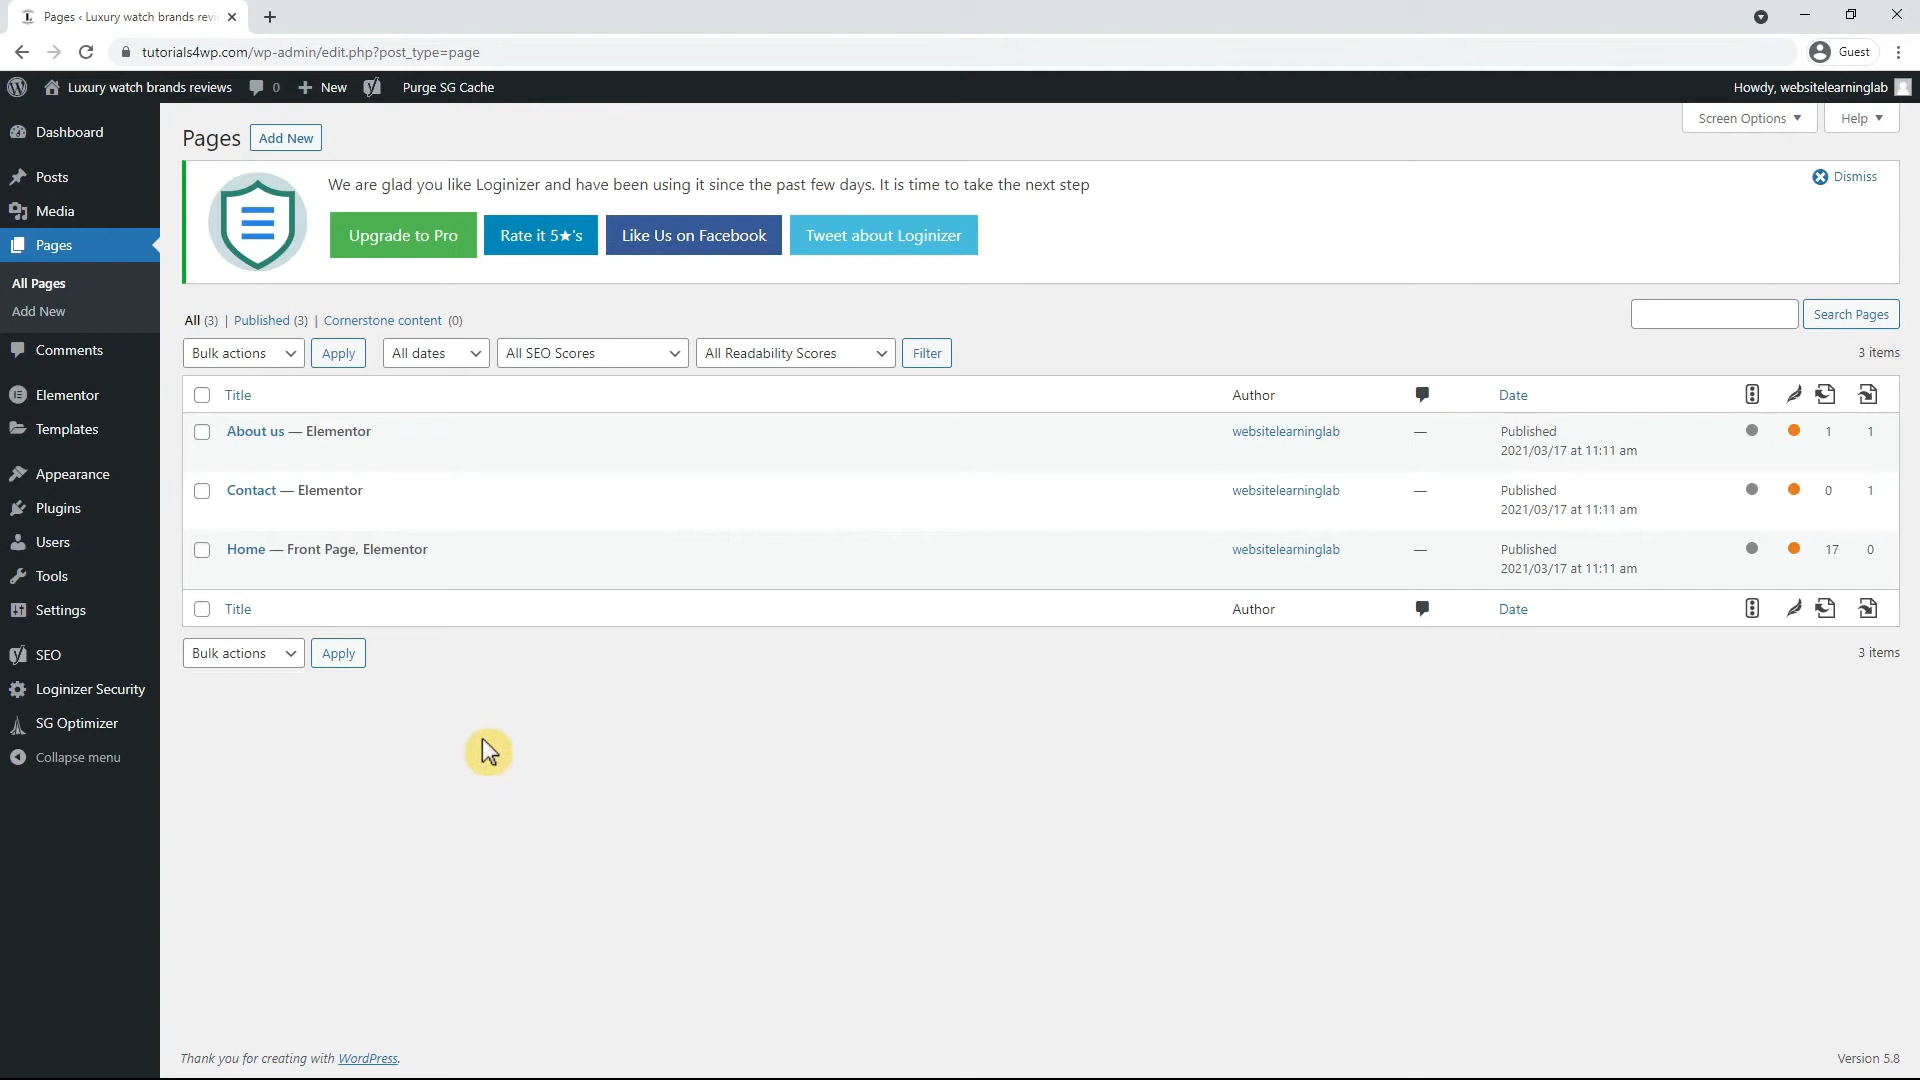 Pages ‹ Luxury watch brands revi
tutorials4wp.com/wp-admin/edit.php?post_type=page
Guest
Luxury watch brands reviews
0
New
Purge SG Cache
Howdy, websitelearninglab
Dashboard
Posts
Media
Pages
All Pages
Add New
Comments
Elementor
Templates
Appearance
Plugins
Users
Tools
Settings
SEO
Loginizer Security
SG Optimizer
Collapse menu
Screen Options
Help
Pages
Add New
We are glad you like Loginizer and have been using it since the past few days. It is time to take the next step
Dismiss
Upgrade to Pro
Rate it 5★'s
Like Us on Facebook
Tweet about Loginizer
All (3) | Published (3) | Cornerstone content (0)
Search Pages
Bulk actions
Apply
All dates
All SEO Scores
All Readability Scores
Filter
3 items
Title
Author
Date
About us — Elementor
websitelearninglab
—
Published
2021/03/17 at 11:11 am
1
1
Contact — Elementor
websitelearninglab
—
Published
2021/03/17 at 11:11 am
0
1
Home — Front Page, Elementor
websitelearninglab
—
Published
2021/03/17 at 11:11 am
17
0
Title
Author
Date
Bulk actions
Apply
3 items
Thank you for creating with WordPress.
Version 5.8